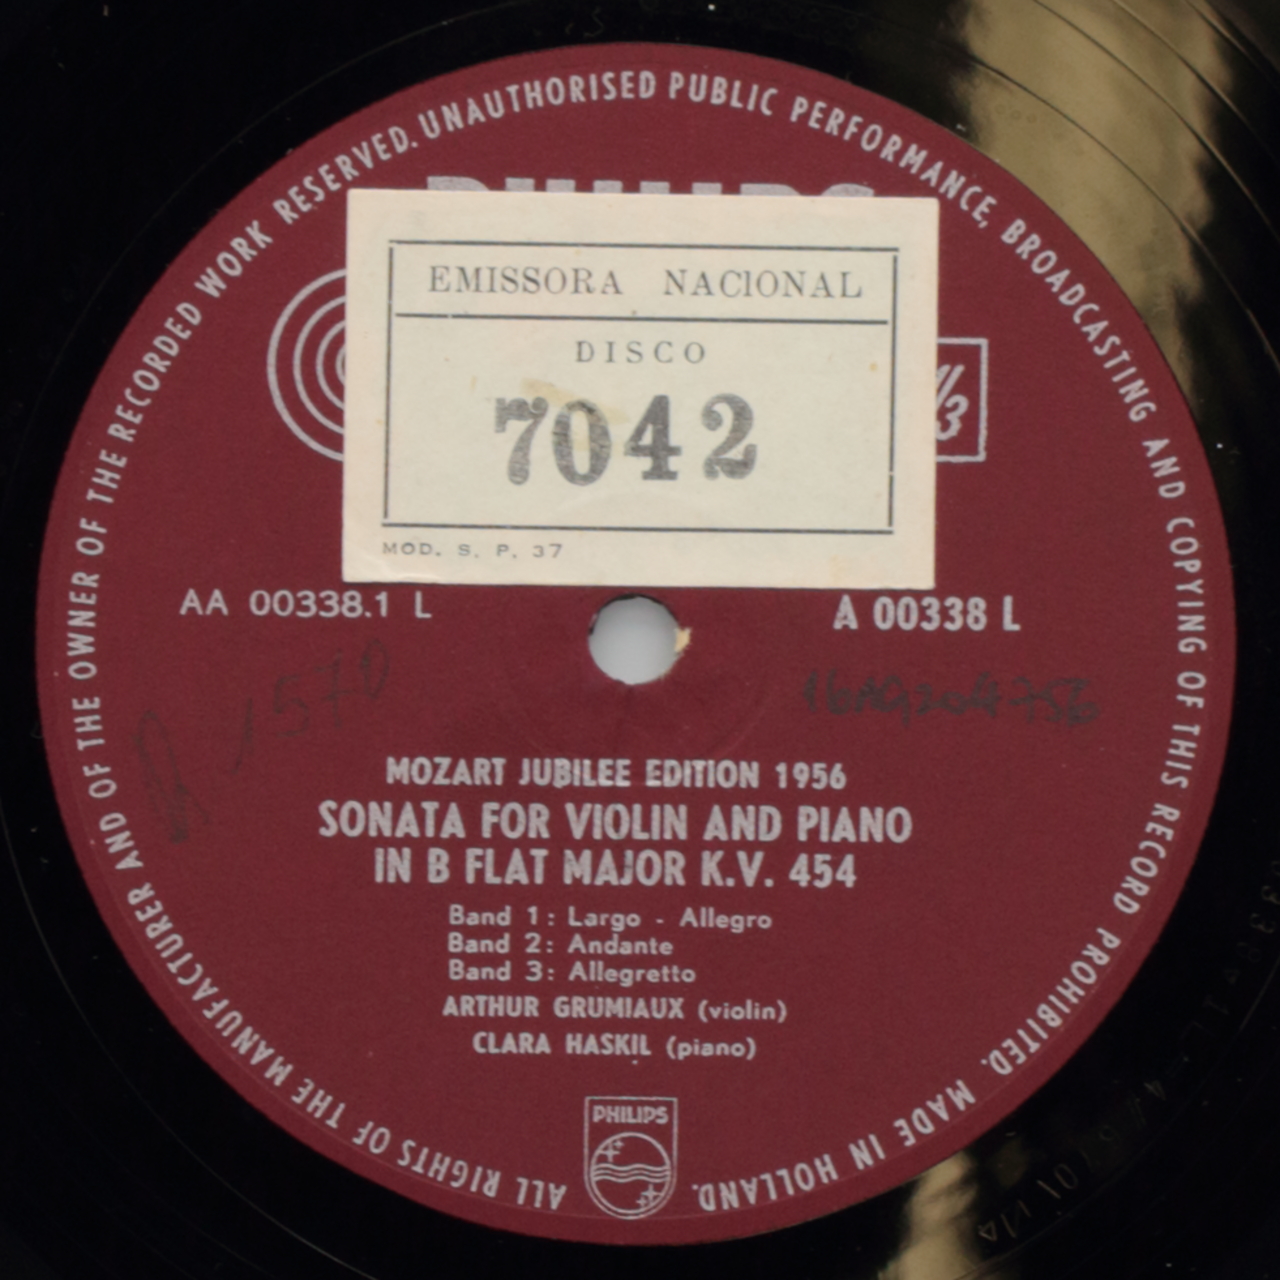 ALL RIGHTS OF THE MANUFACTURER AND OF THE OWNER OF THE RECORDED WORK RESERVED. UNAUTHORISED PUBLIC PERFORMANCE, BROADCASTING AND COPYING OF THIS RECORD PROHIBITED. MADE IN HOLLAND.
PHILIPS
EMISSORA NACIONAL
DISCO
7042
MOD. S. P. 37
AA 00338.1 L
A 00338 L
1570
MOZART JUBILEE EDITION 1956
SONATA FOR VIOLIN AND PIANO
IN B FLAT MAJOR K.V. 454
Band 1: Largo - Allegro
Band 2: Andante
Band 3: Allegretto
ARTHUR GRUMIAUX (violin)
CLARA HASKIL (piano)
PHILIPS